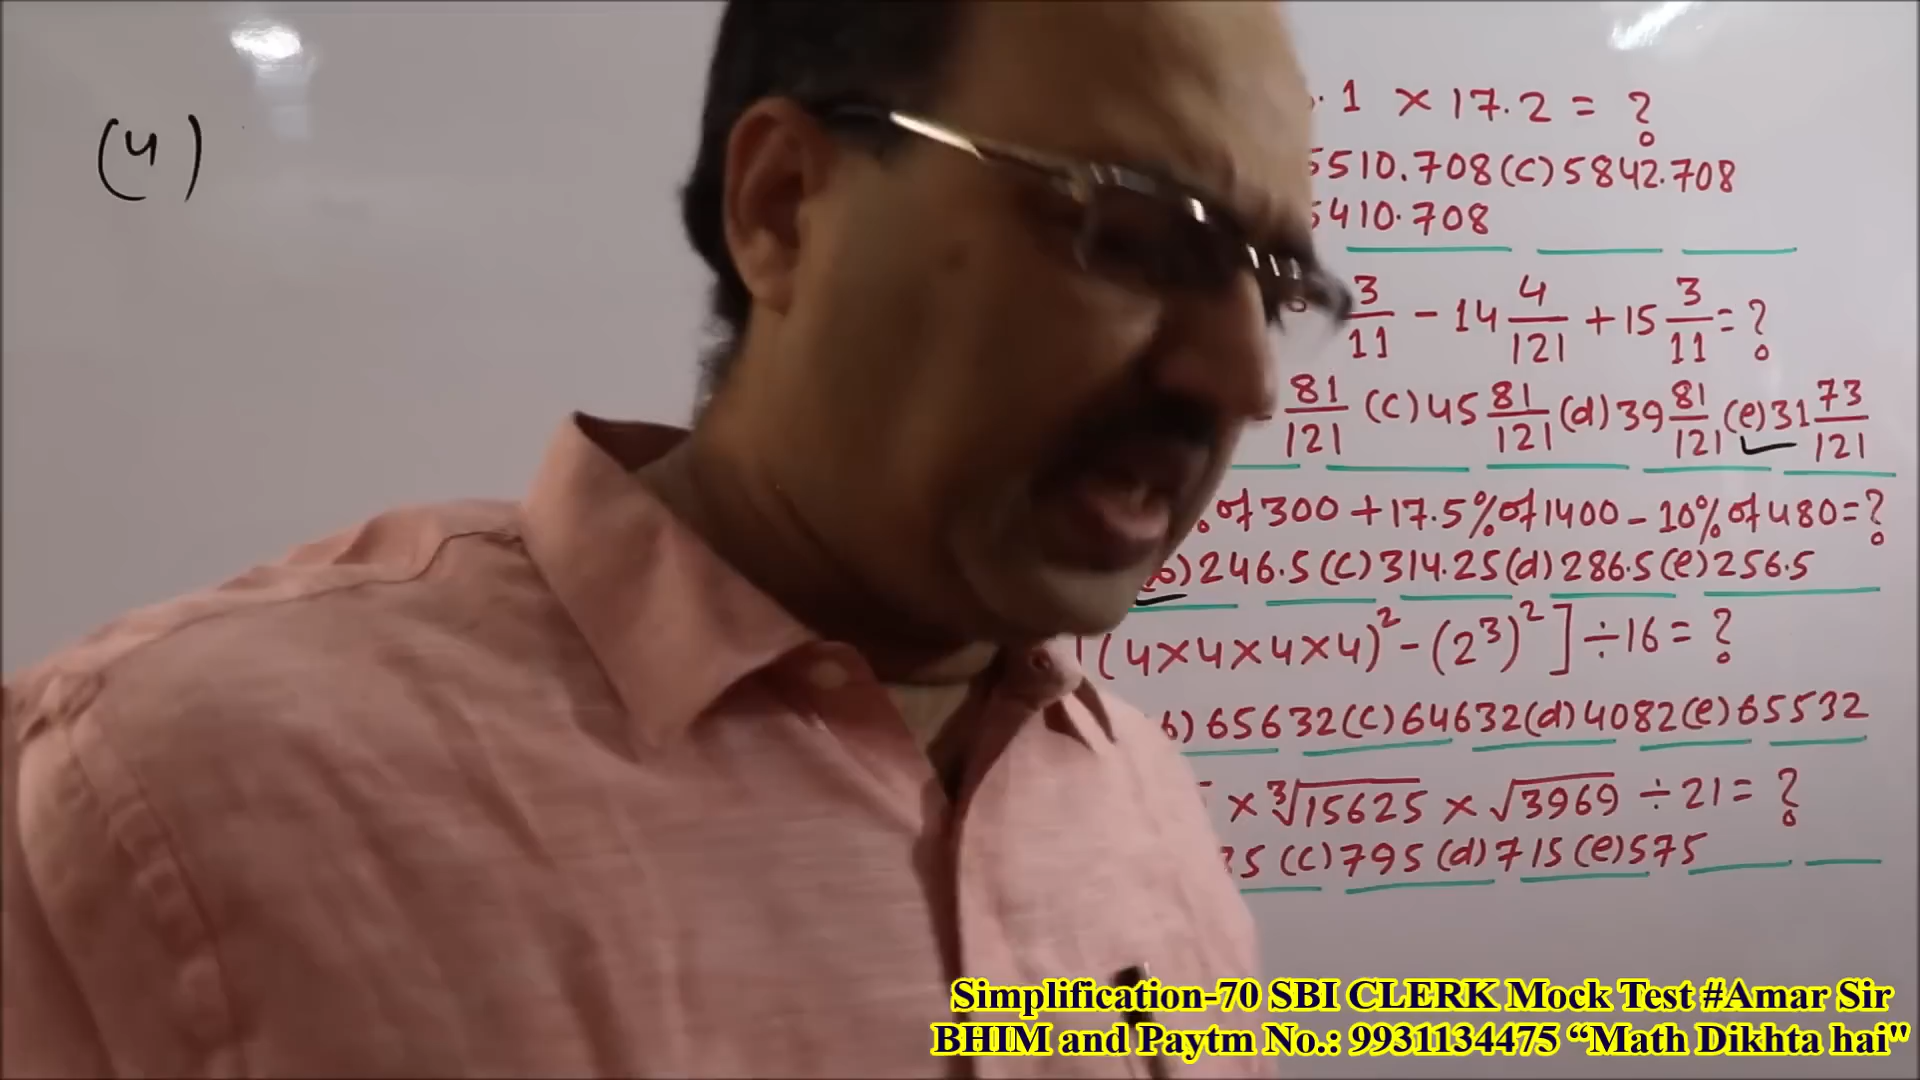 (4)
.1 × 17.2 = ?
5510.708 (c) 5842.708
5410.708
3/11 - 14 4/121 + 15 3/11 = ?
81/121 (c) 45 81/121 (d) 39 81/121 (e) 31 73/121
% of 300 + 17.5% of 1400 - 10% of 480 = ?
(b) 246.5 (c) 314.25 (d) 286.5 (e) 256.5
[(4×4×4×4)² - (2³)²] ÷ 16 = ?
b) 65632 (c) 64632 (d) 4082 (e) 65532
× ∛15625 × √3969 ÷ 21 = ?
5 (c) 795 (d) 715 (e) 575
Simplification-70 SBI CLERK Mock Test #Amar Sir
BHIM and Paytm No.: 9931134475 “Math Dikhta hai"